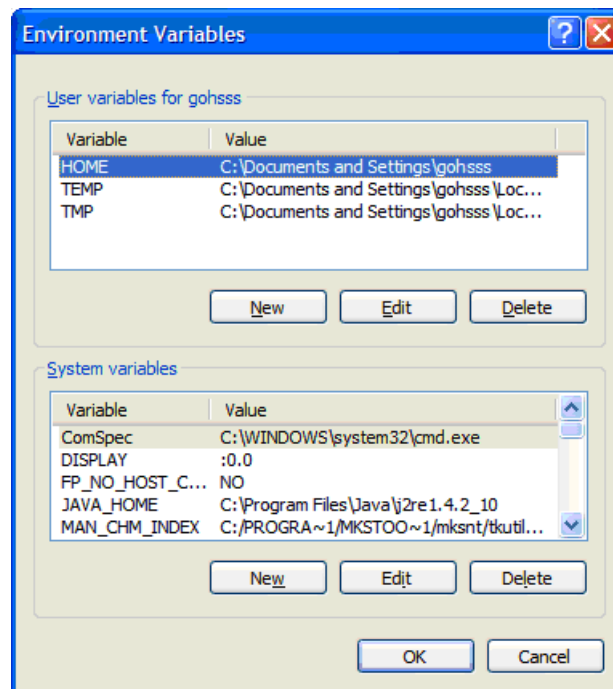 Environment Variables
User variables for gohsss
Variable Value
HOME C:\Documents and Settings\gohsss
TEMP C:\Documents and Settings\gohsss\Loc...
TMP C:\Documents and Settings\gohsss\Loc...
New Edit Delete
System variables
Variable Value
ComSpec C:\WINDOWS\system32\cmd.exe
DISPLAY :0.0
FP_NO_HOST_C... NO
JAVA_HOME C:\Program Files\Java\j2re1.4.2_10
MAN_CHM_INDEX C:/PROGRA~1/MKSTOO~1/mksnt/tkutil...
New Edit Delete
OK Cancel